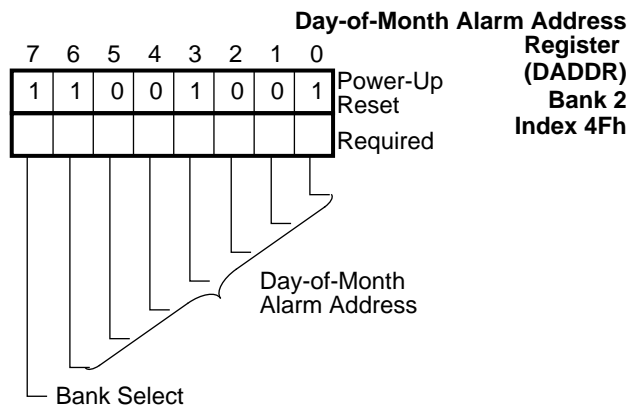 Day-of-Month Alarm Address
Register
(DADDR)
Bank 2
Index 4Fh
7 6 5 4 3 2 1 0
1 1 0 0 1 0 0 1
Power-Up
Reset
Required
Day-of-Month
Alarm Address
Bank Select